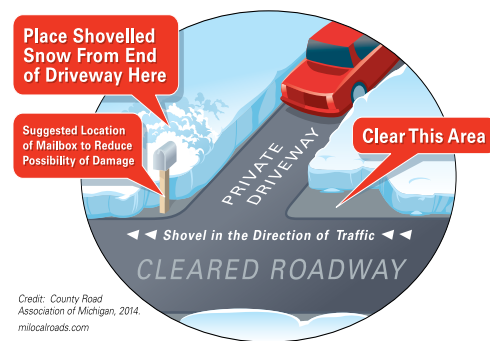 Place Shovelled
Snow From End
of Driveway Here
Suggested Location
of Mailbox to Reduce
Possibility of Damage
Clear This Area
PRIVATE
DRIVEWAY
Shovel in the Direction of Traffic
CLEARED ROADWAY
Credit: County Road
Association of Michigan, 2014.
milocalroads.com